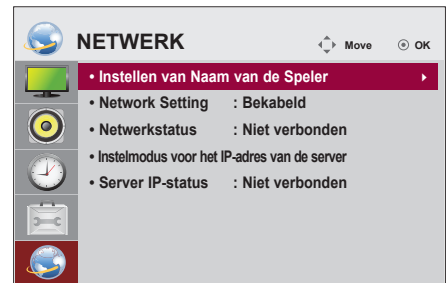 NETWERK Move OK
• Instellen van Naam van de Speler
• Network Setting : Bekabeld
• Netwerkstatus : Niet verbonden
• Instelmodus voor het IP-adres van de server
• Server IP-status : Niet verbonden